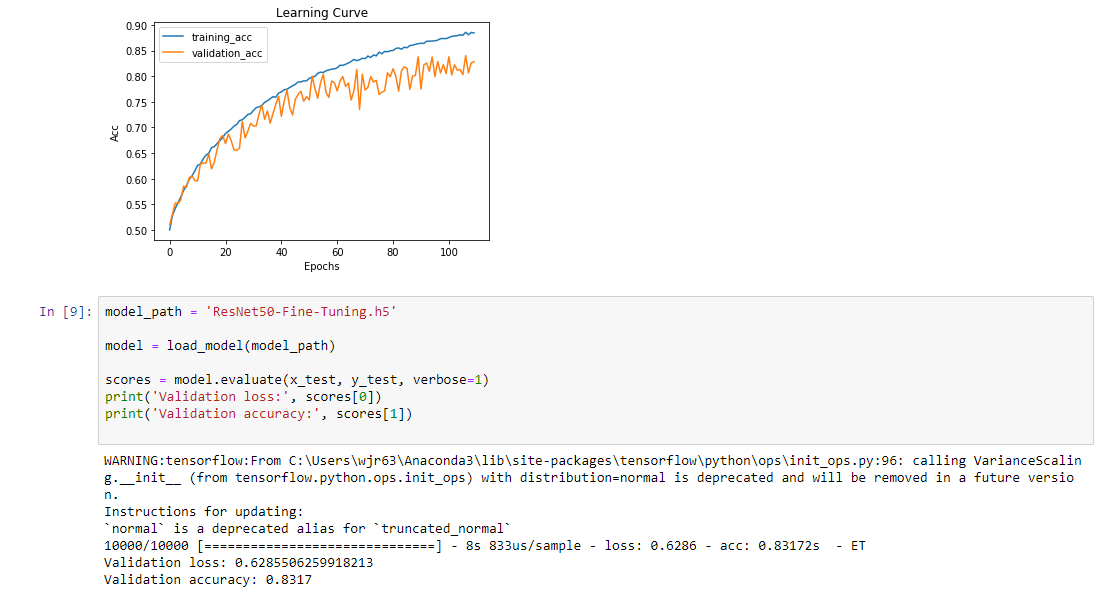 Learning Curve
0.90
0.85
0.80
0.75
0.70
0.65
0.60
0.55
0.50
Acc
training_acc
validation_acc
0 20 40 60 80 100
Epochs
In [9]: model_path = 'ResNet50-Fine-Tuning.h5'
model = load_model(model_path)
scores = model.evaluate(x_test, y_test, verbose=1)
print('Validation loss:', scores[0])
print('Validation accuracy:', scores[1])
WARNING:tensorflow:From C:\Users\wjr63\Anaconda3\lib\site-packages\tensorflow\python\ops\init_ops.py:96: calling VarianceScalin
g.__init__ (from tensorflow.python.ops.init_ops) with distribution=normal is deprecated and will be removed in a future versio
n.
Instructions for updating:
`normal` is a deprecated alias for `truncated_normal`
10000/10000 [==============================] - 8s 833us/sample - loss: 0.6286 - acc: 0.83172s  - ET
Validation loss: 0.6285506259918213
Validation accuracy: 0.8317